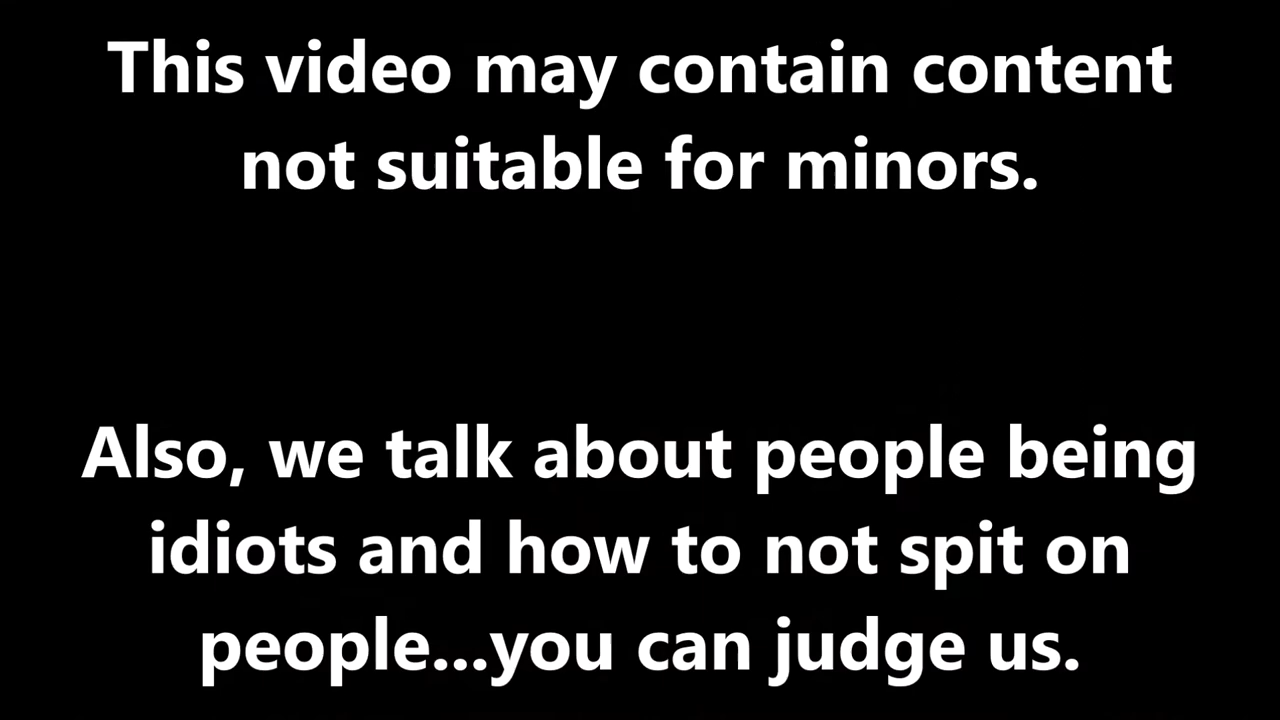 This video may contain content
not suitable for minors.
Also, we talk about people being
idiots and how to not spit on
people...you can judge us.